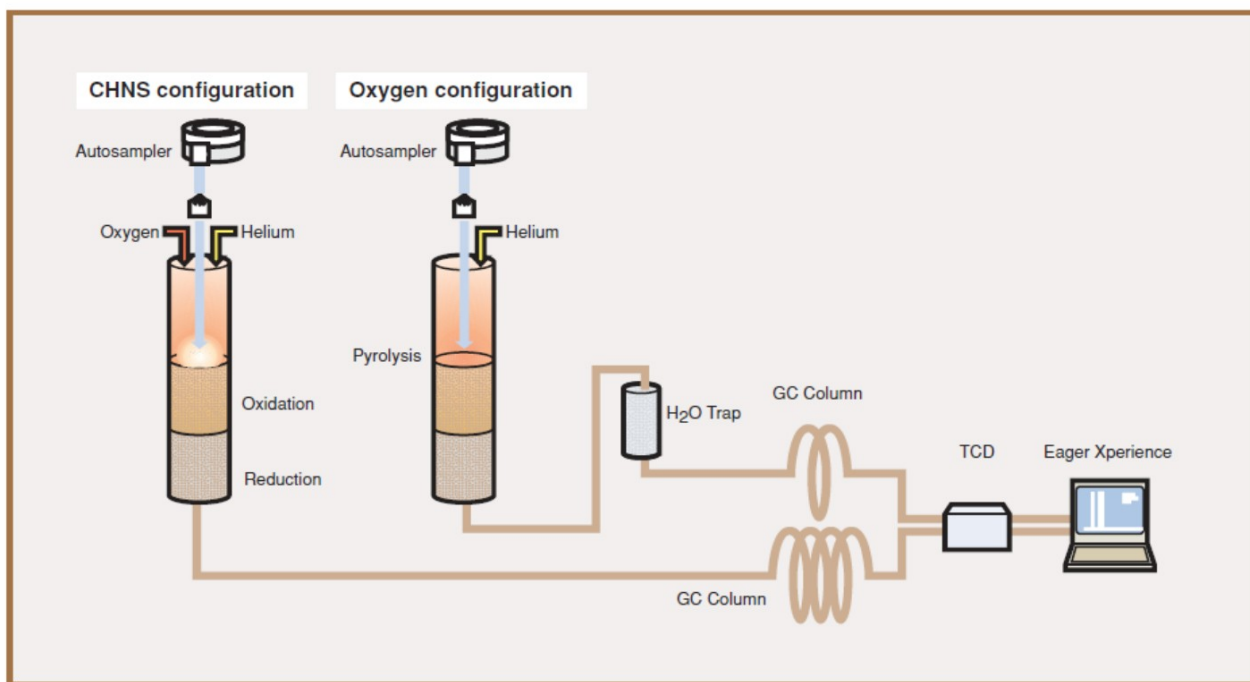 CHNS configuration
Oxygen configuration
Autosampler
Autosampler
Oxygen
Helium
Helium
Pyrolysis
Oxidation
Reduction
H2O Trap
GC Column
TCD
Eager Xperience
GC Column